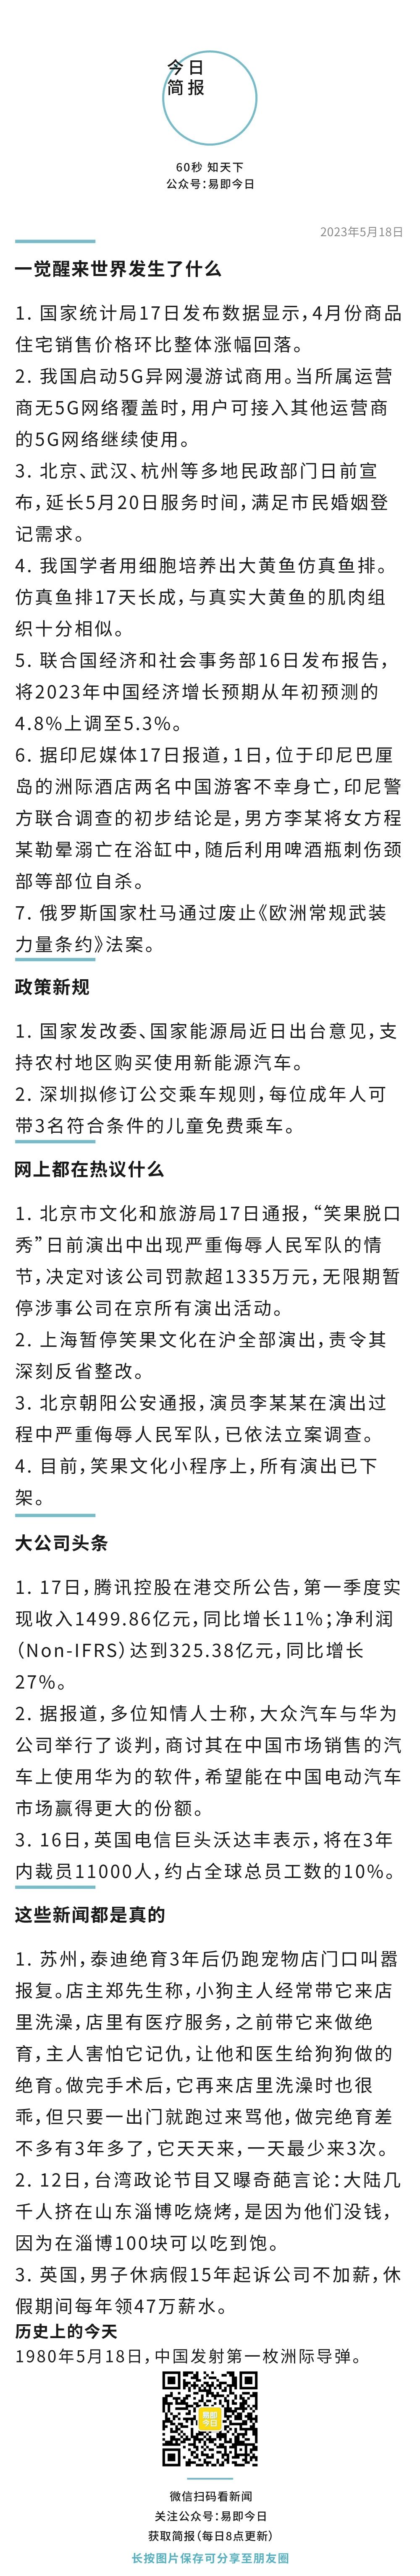 今日
简报
60秒 知天下
公众号：易即今日
2023年5月18日
一觉醒来世界发生了什么
1. 国家统计局17日发布数据显示，4月份商品
住宅销售价格环比整体涨幅回落。
2. 我国启动5G异网漫游试商用。当所属运营
商无5G网络覆盖时，用户可接入其他运营商
的5G网络继续使用。
3. 北京、武汉、杭州等多地民政部门日前宣
布，延长5月20日服务时间，满足市民婚姻登
记需求。
4. 我国学者用细胞培养出大黄鱼仿真鱼排。
仿真鱼排17天长成，与真实大黄鱼的肌肉组
织十分相似。
5. 联合国经济和社会事务部16日发布报告，
将2023年中国经济增长预期从年初预测的
4.8%上调至5.3%。
6. 据印尼媒体17日报道，1日，位于印尼巴厘
岛的洲际酒店两名中国游客不幸身亡，印尼警
方联合调查的初步结论是，男方李某将女方程
某勒晕溺亡在浴缸中，随后利用啤酒瓶刺伤颈
部等部位自杀。
7. 俄罗斯国家杜马通过废止《欧洲常规武装
力量条约》法案。
政策新规
1. 国家发改委、国家能源局近日出台意见，支
持农村地区购买使用新能源汽车。
2. 深圳拟修订公交乘车规则，每位成年人可
带3名符合条件的儿童免费乘车。
网上都在热议什么
1. 北京市文化和旅游局17日通报，“笑果脱口
秀”日前演出中出现严重侮辱人民军队的情
节，决定对该公司罚款超1335万元，无限期暂
停涉事公司在京所有演出活动。
2. 上海暂停笑果文化在沪全部演出，责令其
深刻反省整改。
3. 北京朝阳公安通报，演员李某某在演出过
程中严重侮辱人民军队，已依法立案调查。
4. 目前，笑果文化小程序上，所有演出已下
架。
大公司头条
1. 17日，腾讯控股在港交所公告，第一季度实
现收入1499.86亿元，同比增长11%；净利润
（Non-IFRS）达到325.38亿元，同比增长
27%。
2. 据报道，多位知情人士称，大众汽车与华为
公司举行了谈判，商讨其在中国市场销售的汽
车上使用华为的软件，希望能在中国电动汽车
市场赢得更大的份额。
3. 16日，英国电信巨头沃达丰表示，将在3年
内裁员11000人，约占全球总员工数的10%。
这些新闻都是真的
1. 苏州，泰迪绝育3年后仍跑宠物店门口叫嚣
报复。店主郑先生称，小狗主人经常带它来店
里洗澡，店里有医疗服务，之前带它来做绝
育，主人害怕它记仇，让他和医生给狗狗做的
绝育。做完手术后，它再来店里洗澡时也很
乖，但只要一出门就跑过来骂他，做完绝育差
不多有3年多了，它天天来，一天最少来3次。
2. 12日，台湾政论节目又曝奇葩言论：大陆几
千人挤在山东淄博吃烧烤，是因为他们没钱，
因为在淄博100块可以吃到饱。
3. 英国，男子休病假15年起诉公司不加薪，休
假期间每年领47万薪水。
历史上的今天
1980年5月18日，中国发射第一枚洲际导弹。
易即
今日
微信扫码看新闻
关注公众号：易即今日
获取简报（每日8点更新）
长按图片保存可分享至朋友圈